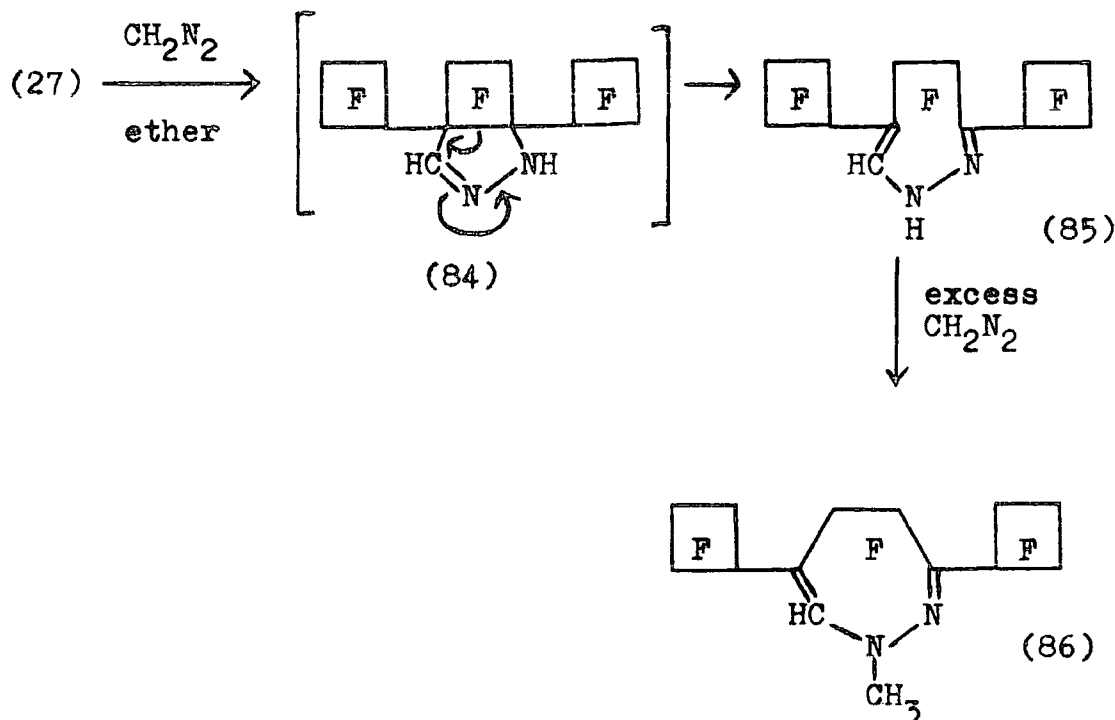 CH2N2
(27)
ether
F F F
HC NH
N
(84)
F F F
HC N
N
H
(85)
excess
CH2N2
F F F
HC N
N
(86)
CH3